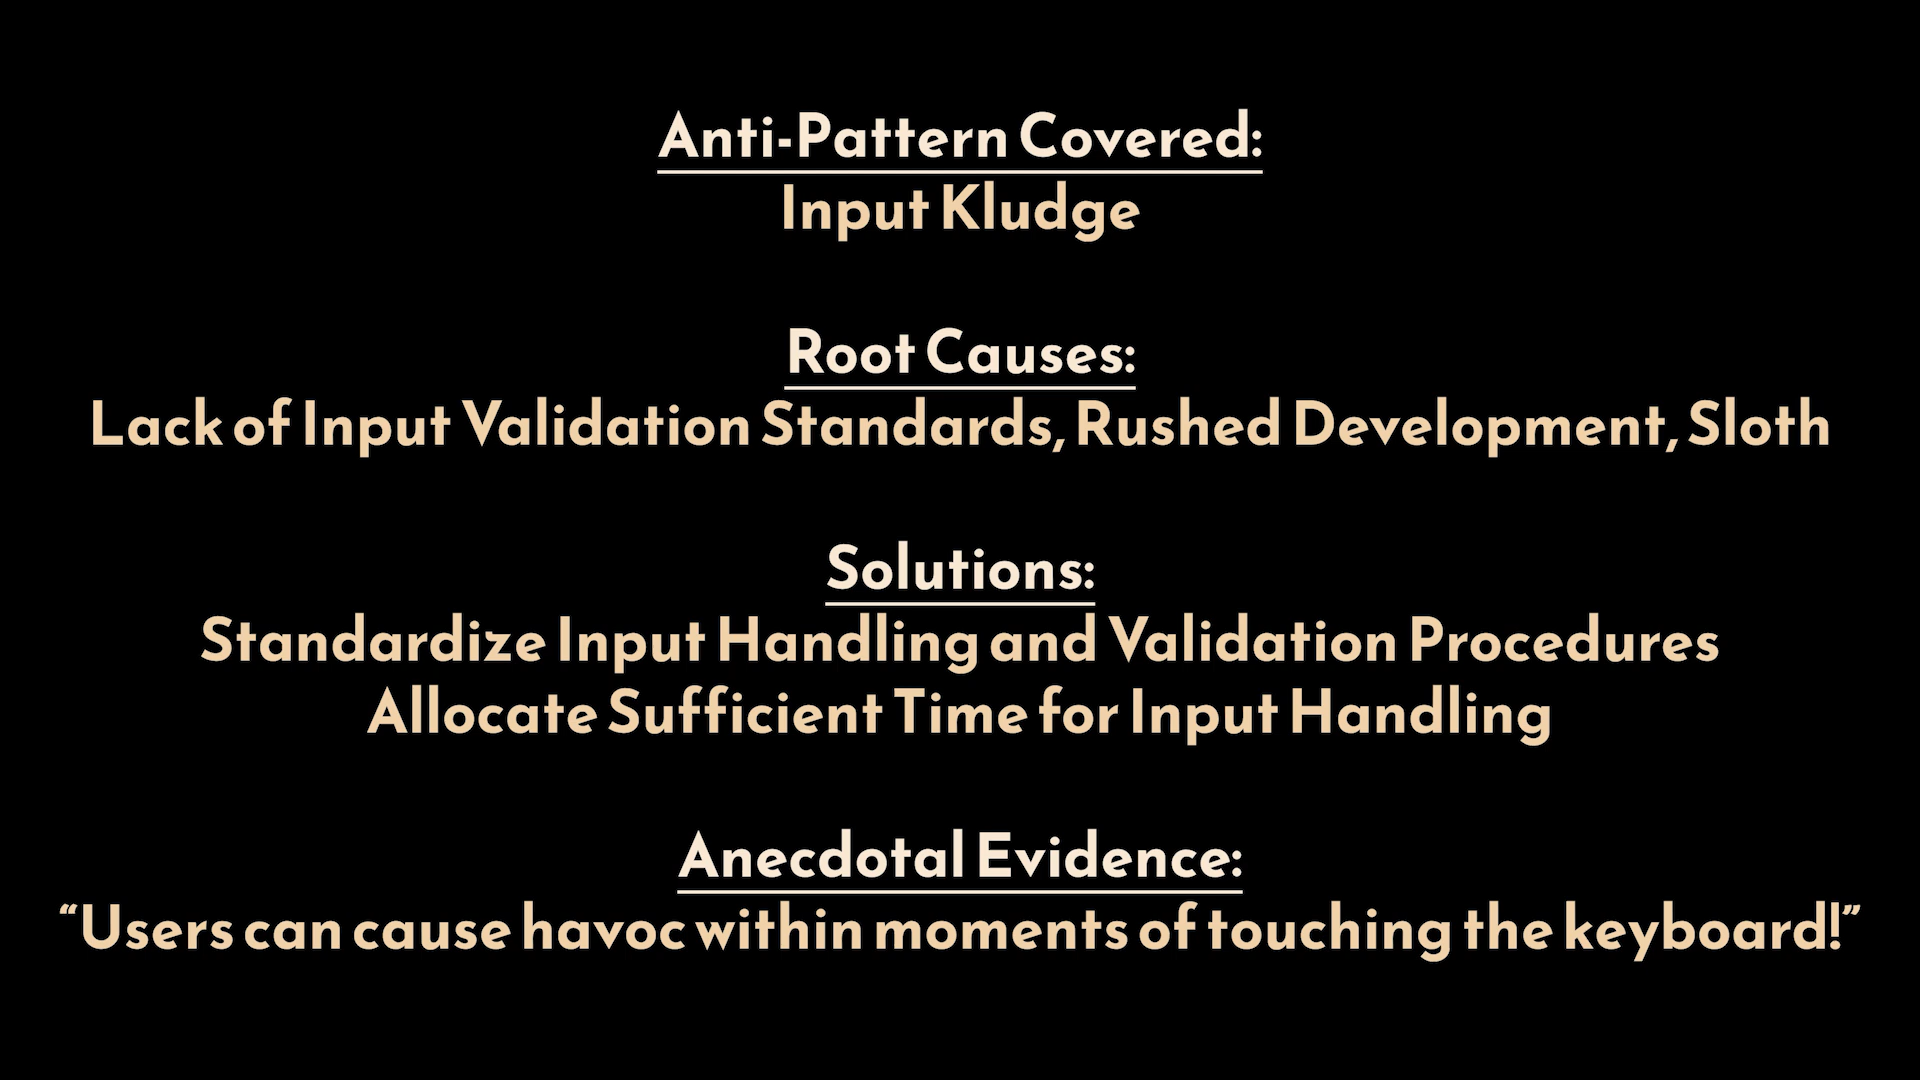 Anti-Pattern Covered:
Input Kludge
Root Causes:
Lack of Input Validation Standards, Rushed Development, Sloth
Solutions:
Standardize Input Handling and Validation Procedures
Allocate Sufficient Time for Input Handling
Anecdotal Evidence:
“Users can cause havoc within moments of touching the keyboard!”